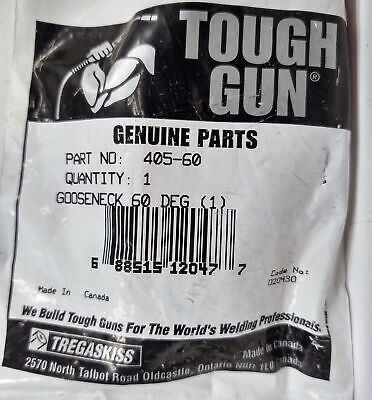 TOUGH
GUN®
GENUINE PARTS
PART NO: 405-60
QUANTITY: 1
GOOSENECK 60 DEG (1)
6 88515 12047 7
Code No:
020430
Made In Canada
We Build Tough Guns For The World's Welding Professionals.
TREGASKISS
Made in Canada
2570 North Talbot Road Oldcastle, Ontario Canada